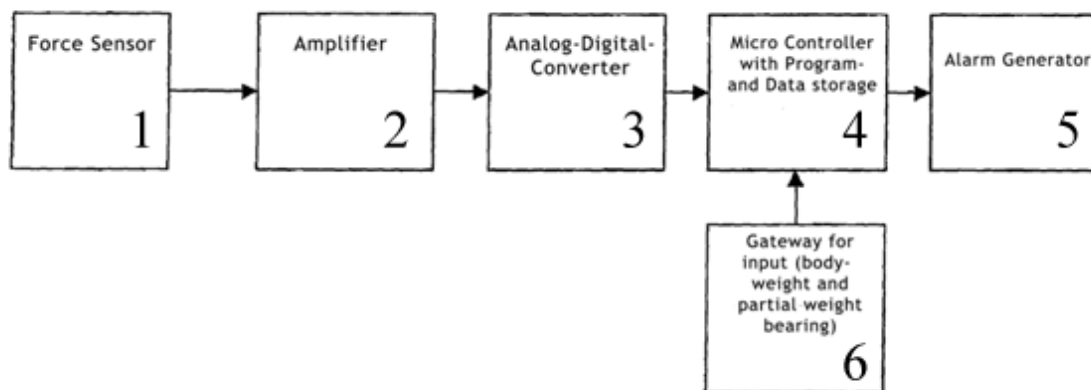 Force Sensor
1
Amplifier
2
Analog-Digital-
Converter
3
Micro Controller
with Program-
and Data storage
4
Alarm Generator
5
Gateway for
input (body-
weight and
partial weight
bearing)
6